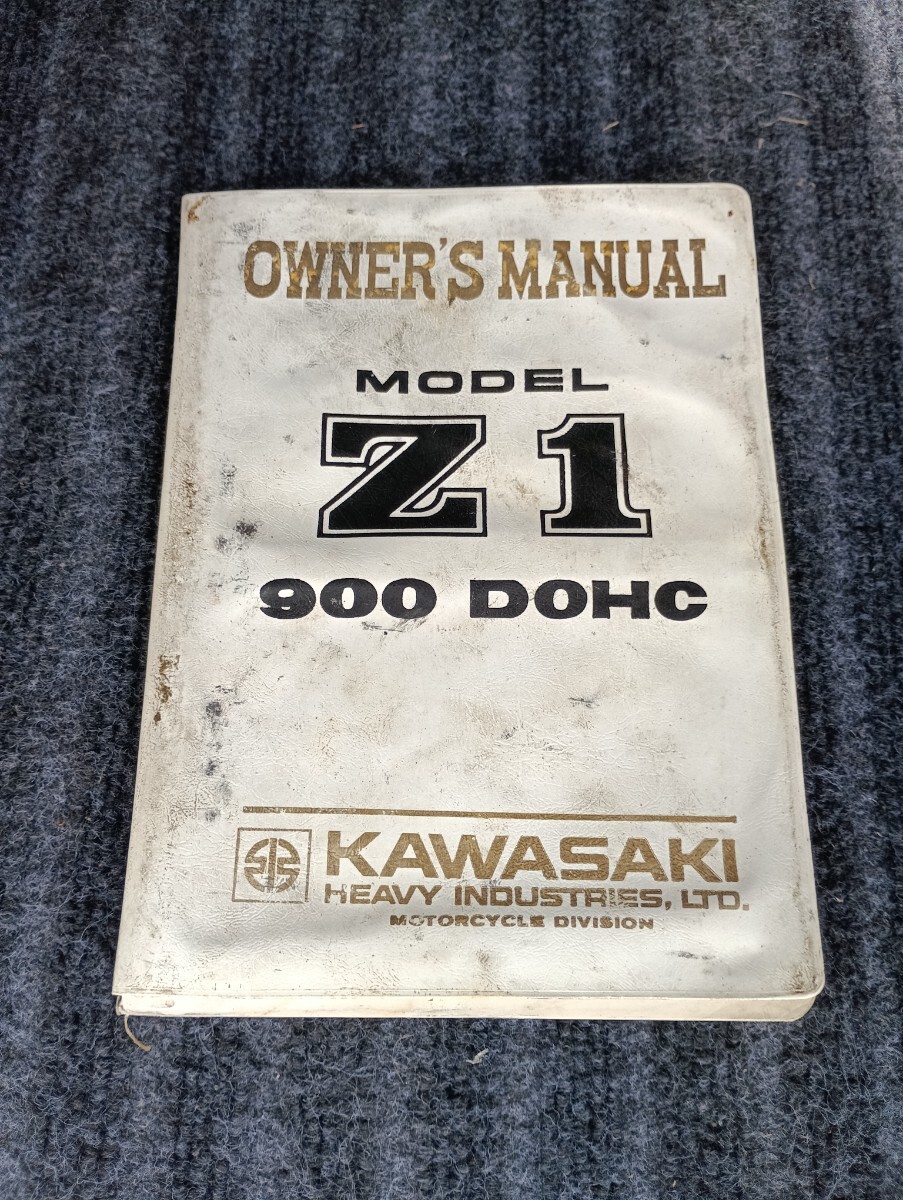 OWNER'S MANUAL
MODEL
Z1
900 DOHC
KAWASAKI
HEAVY INDUSTRIES, LTD.
MOTORCYCLE DIVISION